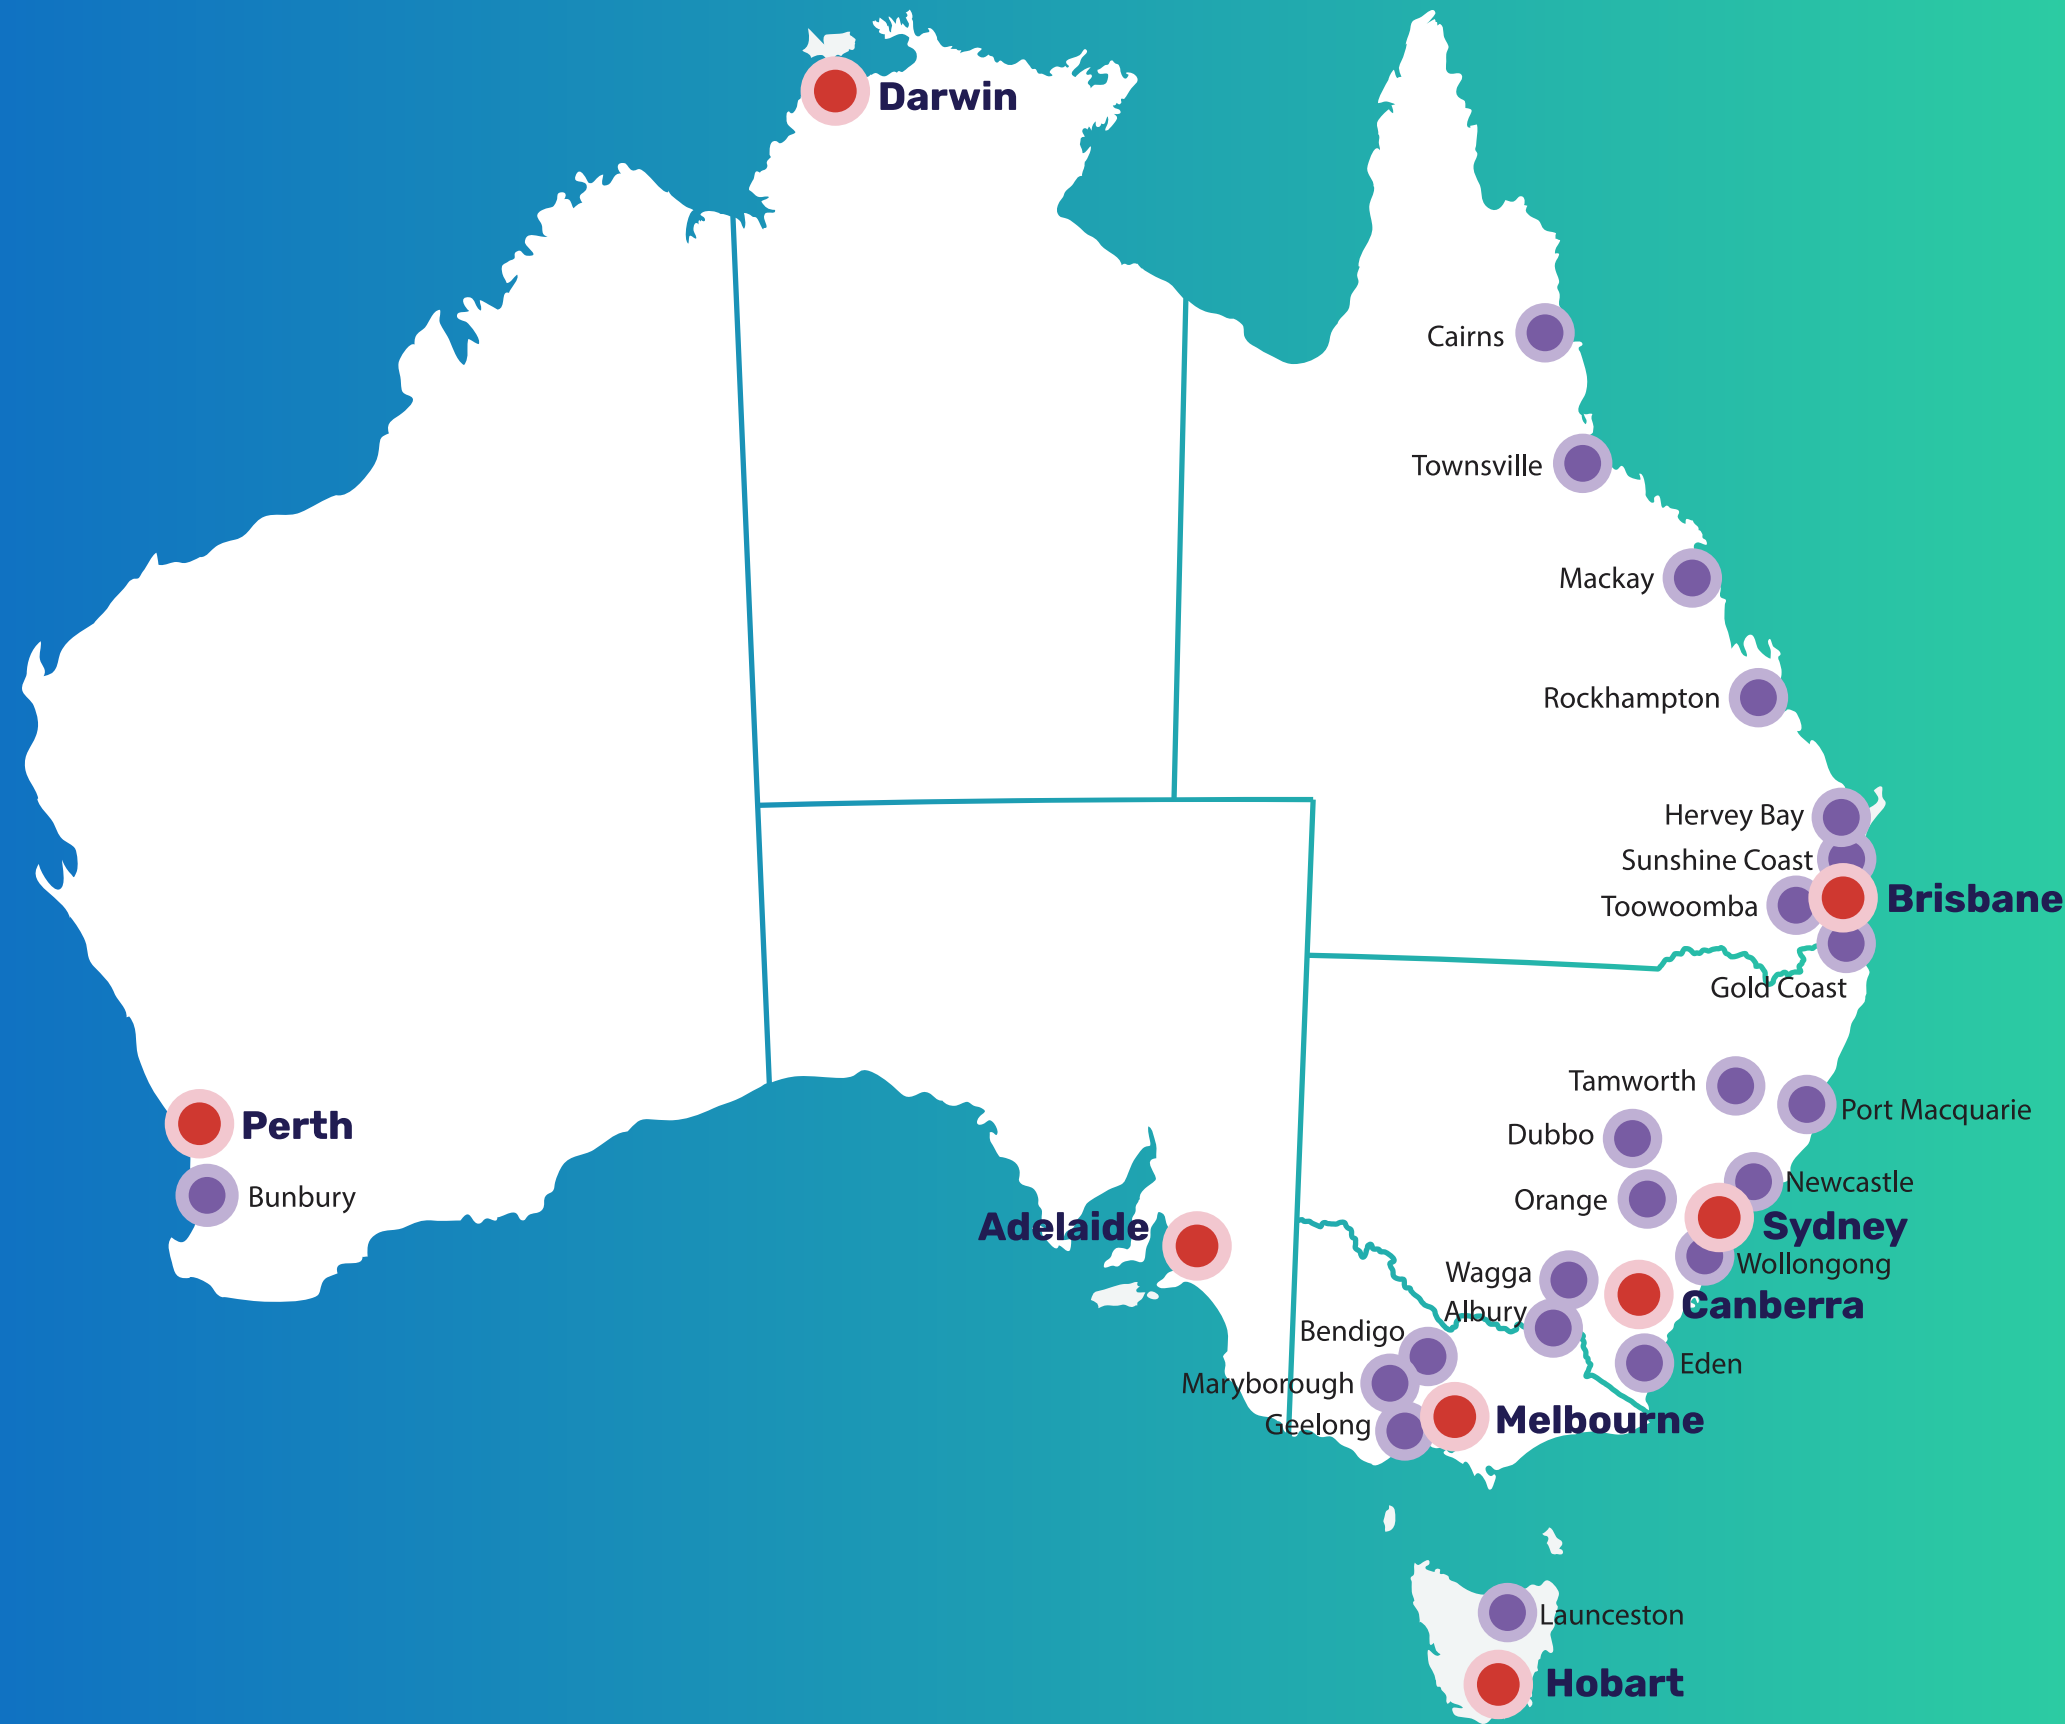 Darwin
Cairns
Townsville
Mackay
Rockhampton
Hervey Bay
Sunshine Coast
Toowoomba
Brisbane
Gold Coast
Tamworth
Port Macquarie
Dubbo
Perth
Newcastle
Bunbury
Orange
Adelaide
Sydney
Wollongong
Wagga
Canberra
Albury
Bendigo
Eden
Maryborough
Melbourne
Geelong
Launceston
Hobart